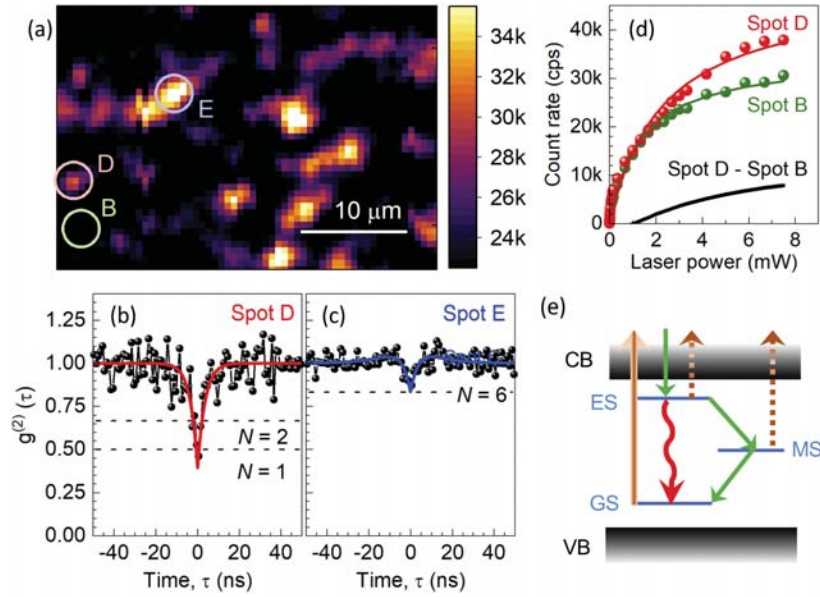 (a)
E
D
B
10 μm
34k
32k
30k
28k
26k
24k
(d)
Count rate (cps)
40k
30k
20k
10k
0
Spot D
Spot B
Spot D - Spot B
0 2 4 6 8
Laser power (mW)
(b) Spot D
g(2) (τ)
1.25
1.00
0.75
0.50
0.25
0.00
N = 2
N = 1
-40 -20 0 20 40
Time, τ (ns)
(c) Spot E
N = 6
-40 -20 0 20 40
Time, τ (ns)
(e)
CB
ES
MS
GS
VB